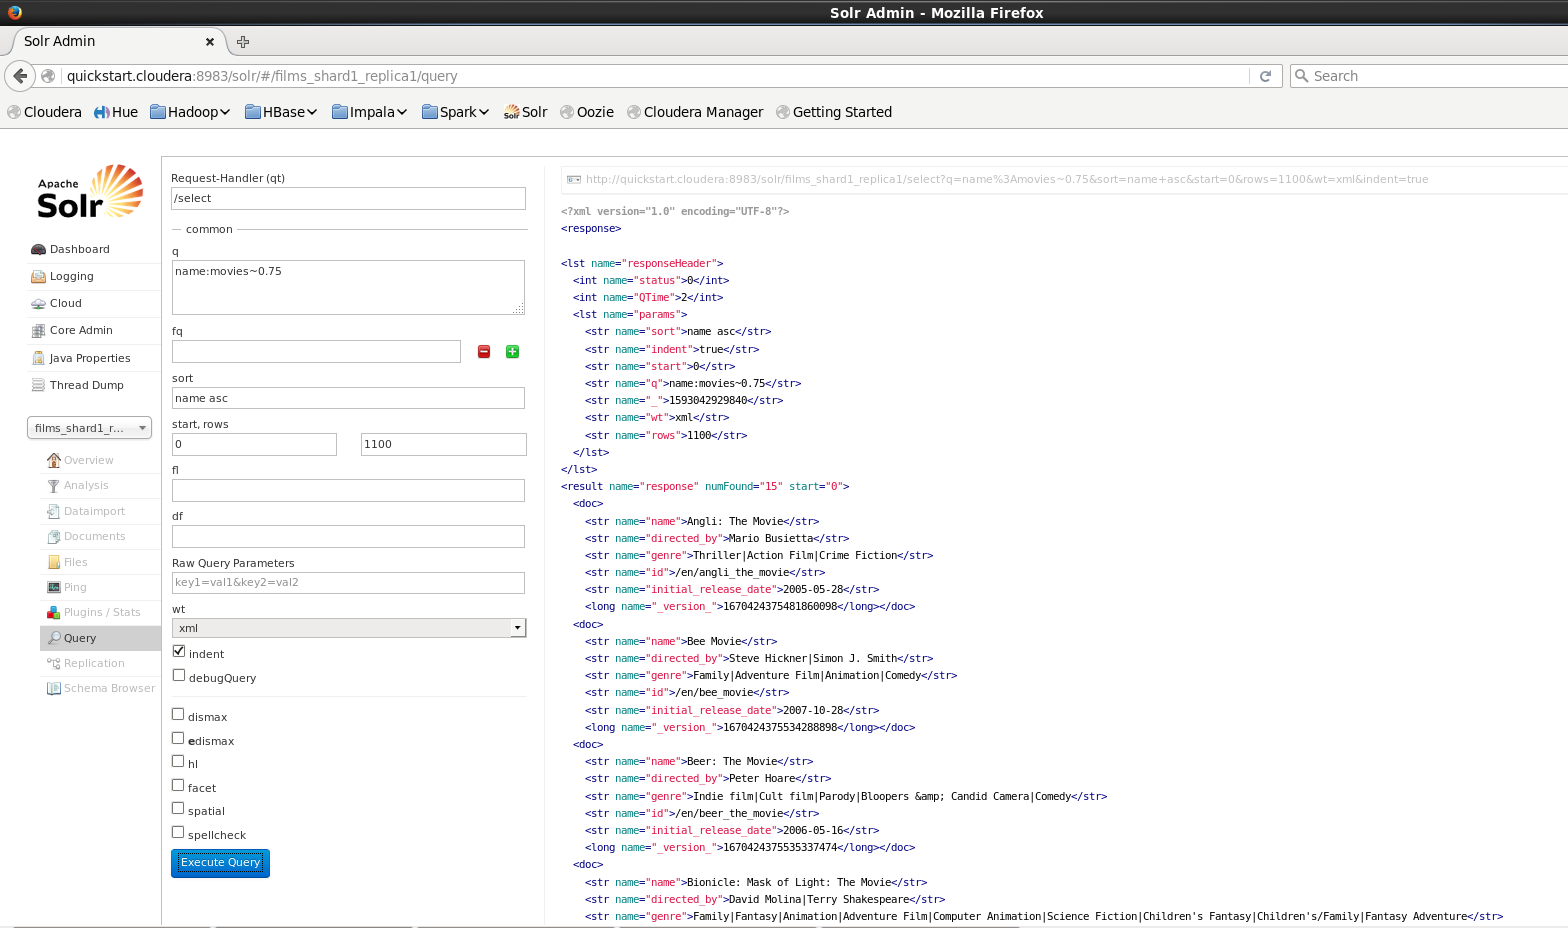 Solr Admin - Mozilla Firefox
Solr Admin
quickstart.cloudera:8983/solr/#/films_shard1_replica1/query
Search
Cloudera Hue Hadoop HBase Impala Spark Solr Oozie Cloudera Manager Getting Started
Apache
Solr
Dashboard
Logging
Cloud
Core Admin
Java Properties
Thread Dump
films_shard1_r...
Overview
Analysis
Dataimport
Documents
Files
Ping
Plugins / Stats
Query
Replication
Schema Browser
Request-Handler (qt)
/select
common
q
name:movies~0.75
fq
sort
name asc
start, rows
0 1100
fl
df
Raw Query Parameters
key1=val1&key2=val2
wt
xml
indent
debugQuery
dismax
edismax
hl
facet
spatial
spellcheck
Execute Query
http://quickstart.cloudera:8983/solr/films_shard1_replica1/select?q=name%3Amovies~0.75&sort=name+asc&start=0&rows=1100&wt=xml&indent=true
<?xml version="1.0" encoding="UTF-8"?>
<response>
<lst name="responseHeader">
<int name="status">0</int>
<int name="QTime">2</int>
<lst name="params">
<str name="sort">name asc</str>
<str name="indent">true</str>
<str name="start">0</str>
<str name="q">name:movies~0.75</str>
<str name="_">1593042929840</str>
<str name="wt">xml</str>
<str name="rows">1100</str>
</lst>
</lst>
<result name="response" numFound="15" start="0">
<doc>
<str name="name">Angli: The Movie</str>
<str name="directed_by">Mario Busietta</str>
<str name="genre">Thriller|Action Film|Crime Fiction</str>
<str name="id">/en/angli_the_movie</str>
<str name="initial_release_date">2005-05-28</str>
<long name="_version_">1670424375481860098</long></doc>
<doc>
<str name="name">Bee Movie</str>
<str name="directed_by">Steve Hickner|Simon J. Smith</str>
<str name="genre">Family|Adventure Film|Animation|Comedy</str>
<str name="id">/en/bee_movie</str>
<str name="initial_release_date">2007-10-28</str>
<long name="_version_">1670424375534288898</long></doc>
<doc>
<str name="name">Beer: The Movie</str>
<str name="directed_by">Peter Hoare</str>
<str name="genre">Indie film|Cult film|Parody|Bloopers &amp; Candid Camera|Comedy</str>
<str name="id">/en/beer_the_movie</str>
<str name="initial_release_date">2006-05-16</str>
<long name="_version_">1670424375535337474</long></doc>
<doc>
<str name="name">Bionicle: Mask of Light: The Movie</str>
<str name="directed_by">David Molina|Terry Shakespeare</str>
<str name="genre">Family|Fantasy|Animation|Adventure Film|Computer Animation|Science Fiction|Children's Fantasy|Children's/Family|Fantasy Adventure</str>